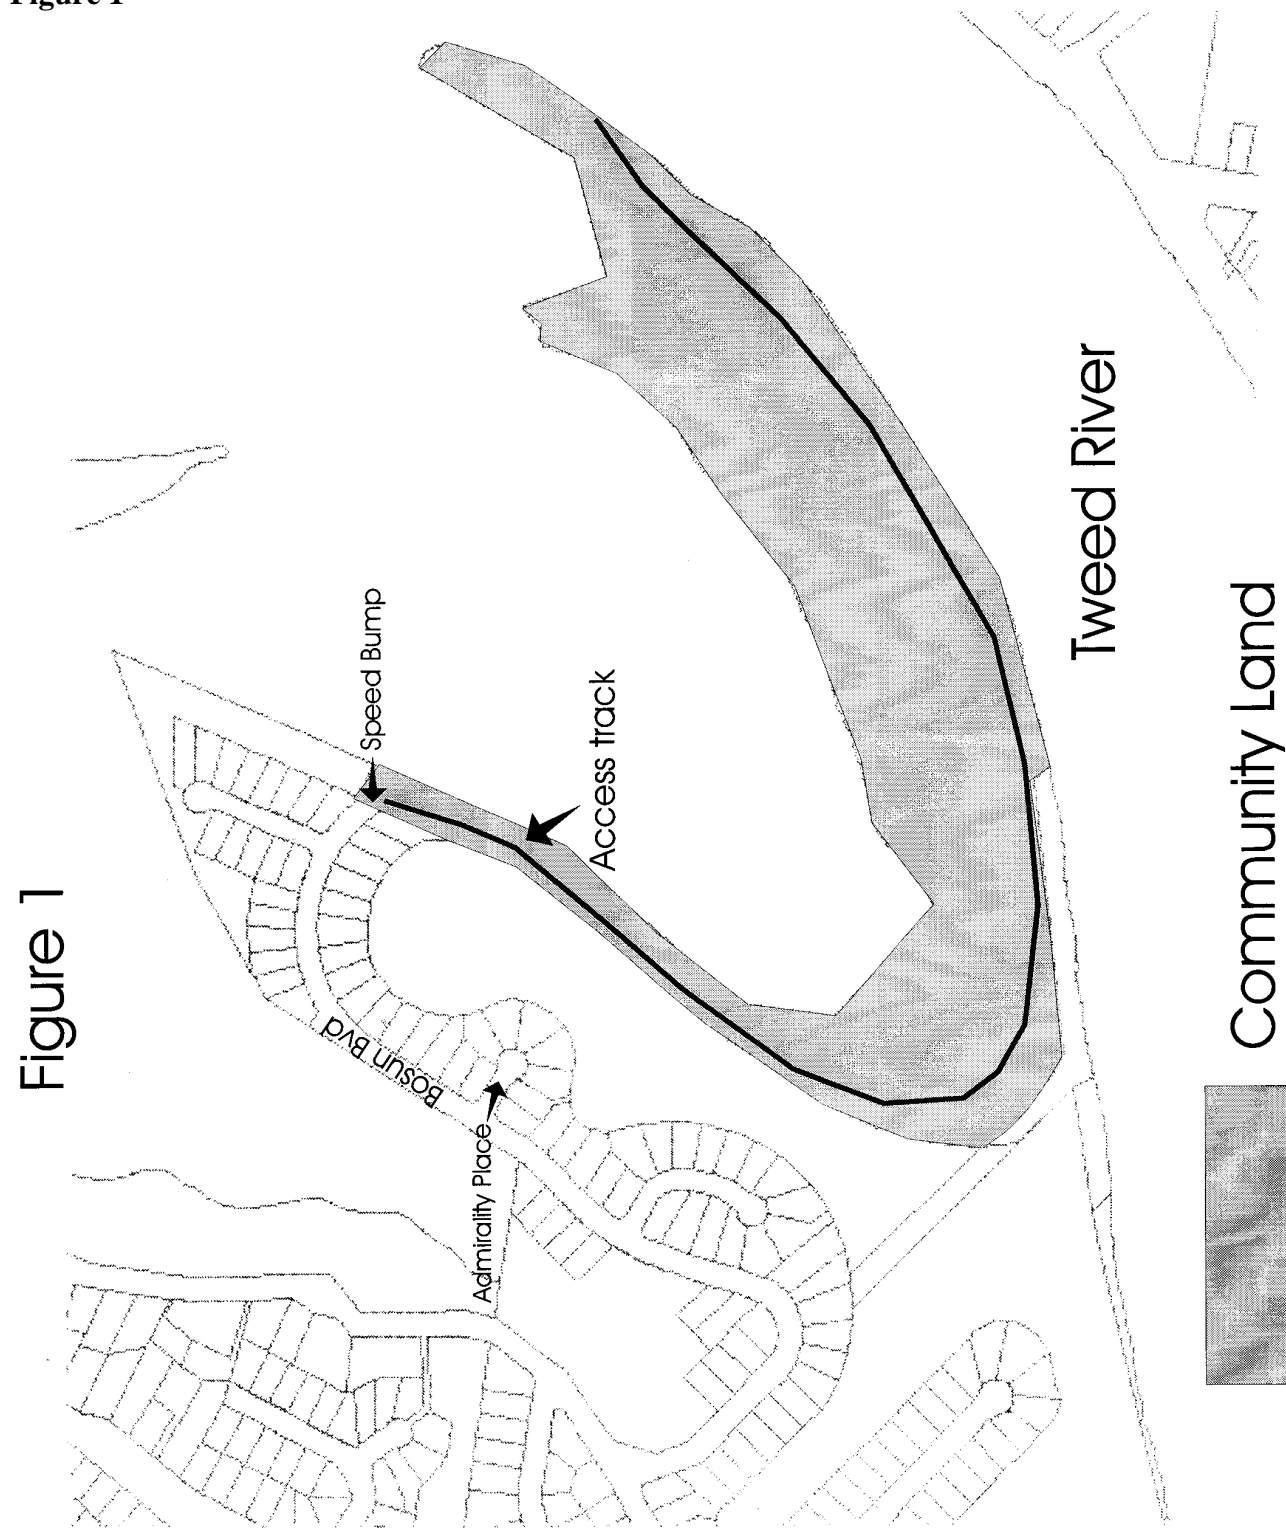 Figure 1
Figure 1
Speed Bump
Access track
Bosun Bvd
Admirality Place
Tweed River
Community Land